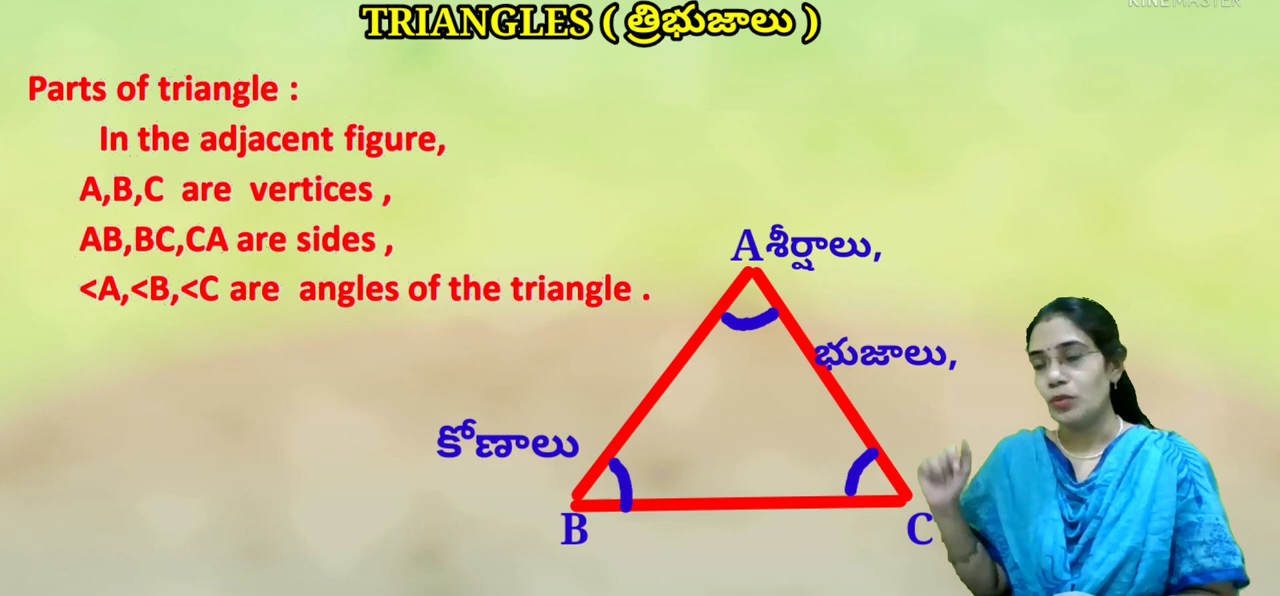 KINEMASTER
TRIANGLES ( త్రిభుజాలు )
Parts of triangle :
In the adjacent figure,
A,B,C are vertices ,
AB,BC,CA are sides ,
<A,<B,<C are angles of the triangle .
A శీర్షాలు,
భుజాలు,
కోణాలు
B
C